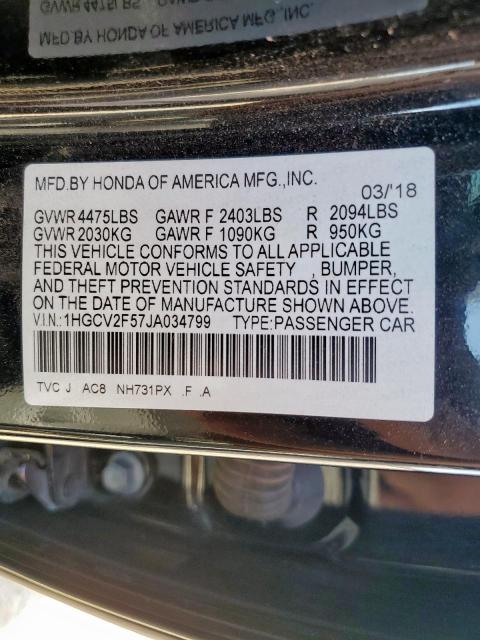 MFD.BY HONDA OF AMERICA MFG.,INC.
03/'18
GVWR 4475LBS GAWR F 2403LBS R 2094LBS
GVWR 2030KG GAWR F 1090KG R 950KG
THIS VEHICLE CONFORMS TO ALL APPLICABLE
FEDERAL MOTOR VEHICLE SAFETY , BUMPER,
AND THEFT PREVENTION STANDARDS IN EFFECT
ON THE DATE OF MANUFACTURE SHOWN ABOVE.
V.I.N.:1HGCV2F57JA034799 TYPE:PASSENGER CAR
TVC J AC8 NH731PX .F .A